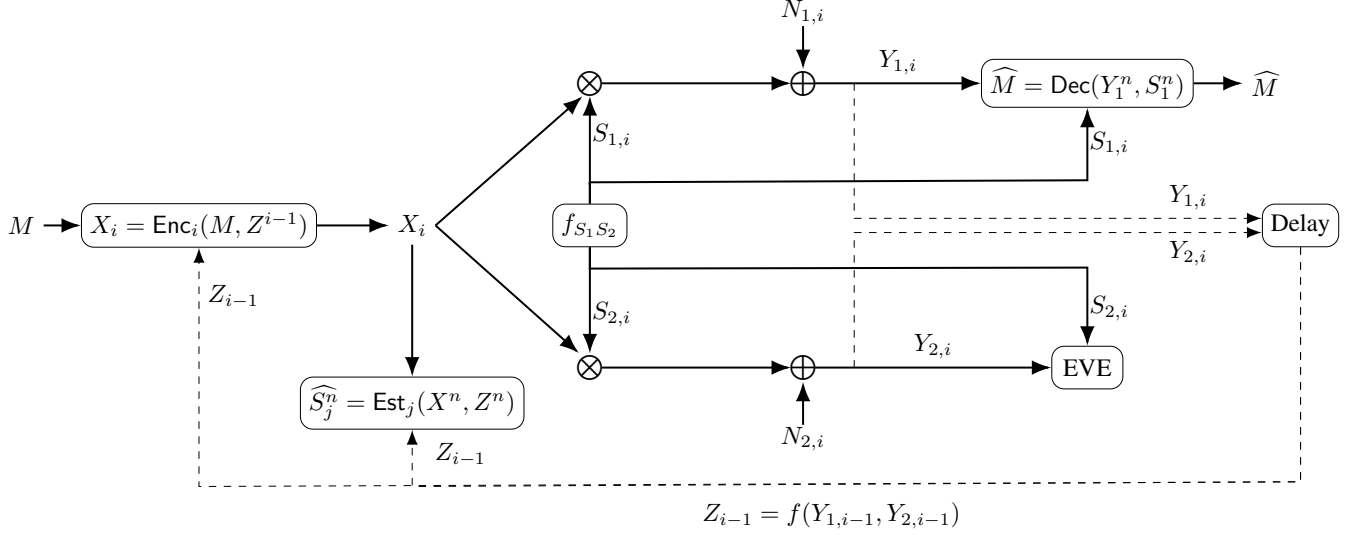 N_{1,i}
Y_{1,i}
\widehat{M} = Dec(Y_1^n, S_1^n)
\widehat{M}
S_{1,i}
S_{1,i}
Y_{1,i}
M
X_i = Enc_i(M, Z^{i-1})
X_i
f_{S_1S_2}
Delay
Y_{2,i}
Z_{i-1}
S_{2,i}
S_{2,i}
Y_{2,i}
EVE
\widehat{S_j^n} = Est_j(X^n, Z^n)
N_{2,i}
Z_{i-1}
Z_{i-1} = f(Y_{1,i-1}, Y_{2,i-1})